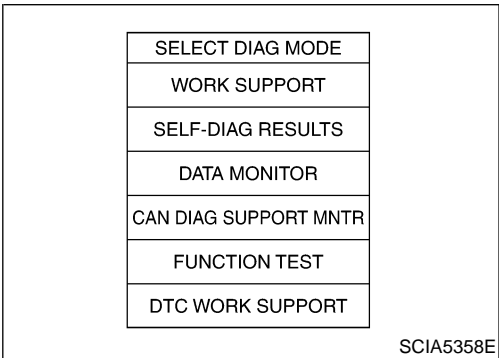 SELECT DIAG MODE
WORK SUPPORT
SELF-DIAG RESULTS
DATA MONITOR
CAN DIAG SUPPORT MNTR
FUNCTION TEST
DTC WORK SUPPORT
SCIA5358E